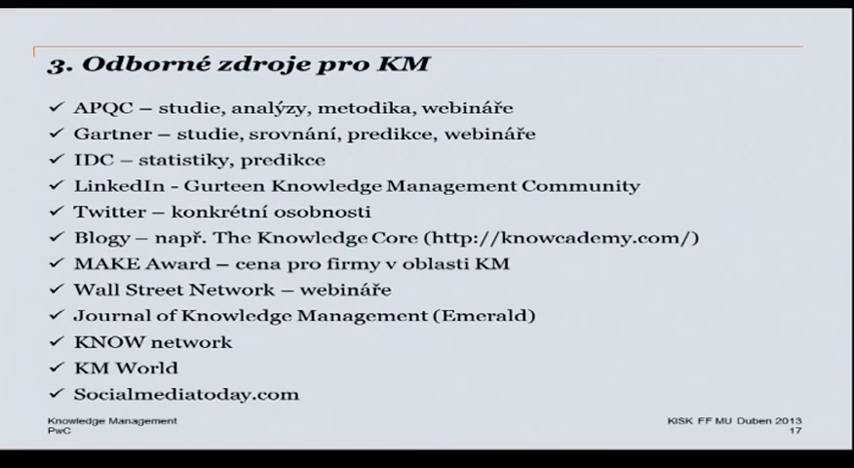 3. Odborné zdroje pro KM
✓ APQC – studie, analýzy, metodika, webináře
✓ Gartner – studie, srovnání, predikce, webináře
✓ IDC – statistiky, predikce
✓ LinkedIn - Gurteen Knowledge Management Community
✓ Twitter – konkrétní osobnosti
✓ Blogy – např. The Knowledge Core (http://knowcademy.com/)
✓ MAKE Award – cena pro firmy v oblasti KM
✓ Wall Street Network – webináře
✓ Journal of Knowledge Management (Emerald)
✓ KNOW network
✓ KM World
✓ Socialmediatoday.com
Knowledge Management
PwC
KISK FF MU Duben 2013
17